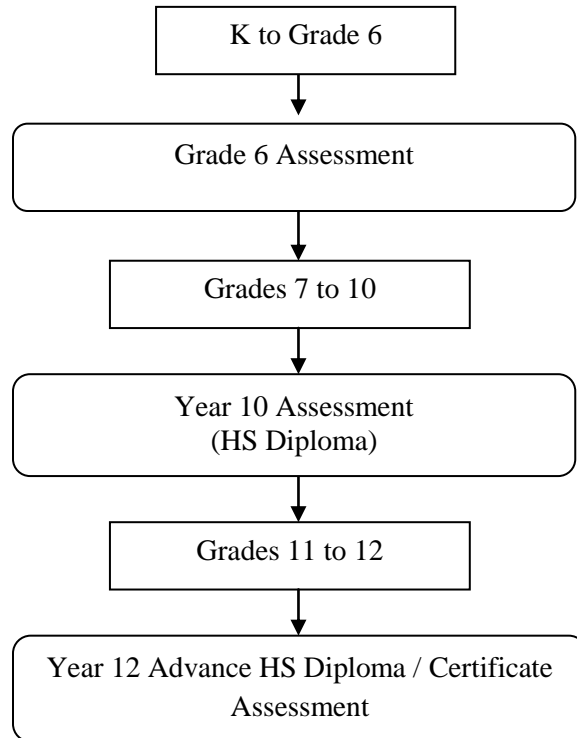 K to Grade 6
Grade 6 Assessment
Grades 7 to 10
Year 10 Assessment
(HS Diploma)
Grades 11 to 12
Year 12 Advance HS Diploma / Certificate
Assessment